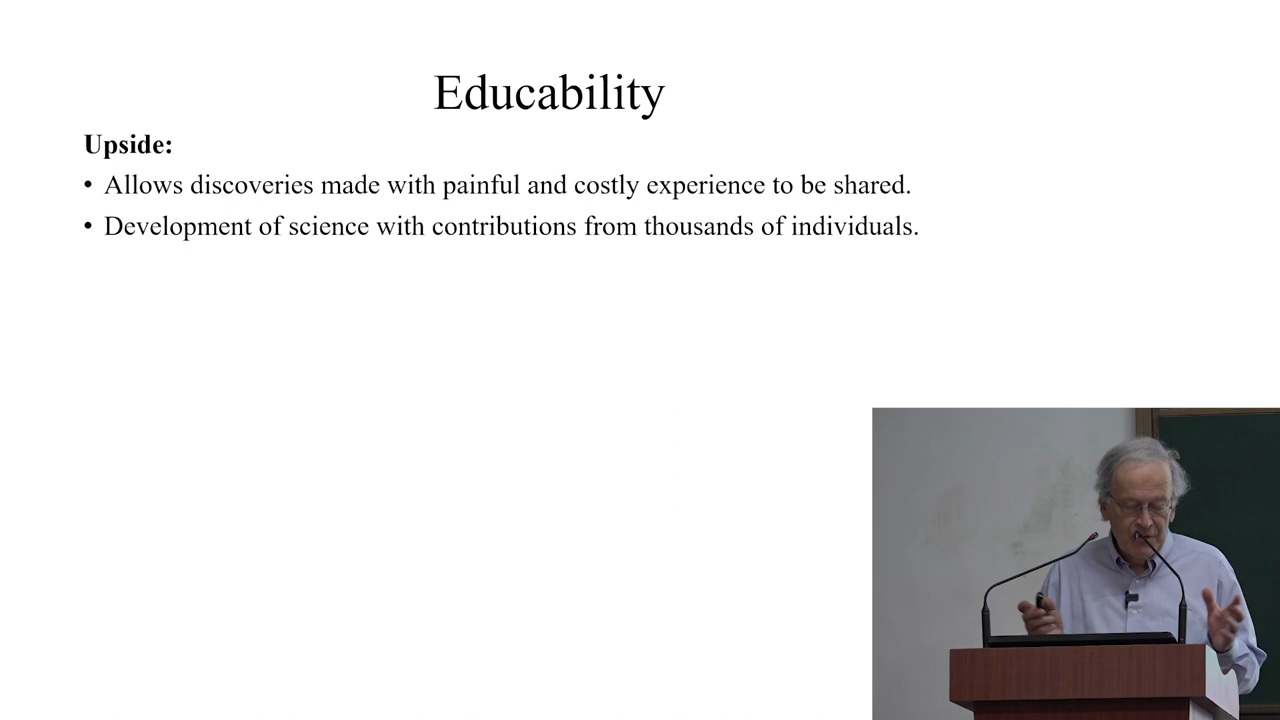 Educability
Upside:
• Allows discoveries made with painful and costly experience to be shared.
• Development of science with contributions from thousands of individuals.